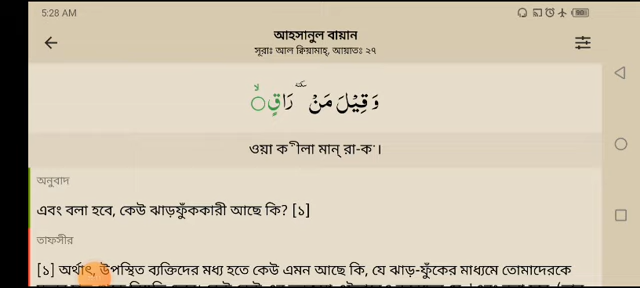 5:28 AM
আহসানুল বায়ান
সূরাঃ আল ক্বিয়ামাহ্, আয়াতঃ ২৭
وَقِيْلَ مَنْ ۜ رَاقٍۙ
ওয়া কীলা মান্ রা-ক·।
অনুবাদ
এবং বলা হবে, কেউ ঝাড়ফুঁককারী আছে কি? [১]
তাফসীর
[১] অর্থাৎ, উপস্থিত ব্যক্তিদের মধ্য হতে কেউ এমন আছে কি, যে ঝাড়-ফুঁকের মাধ্যমে তোমাদেরকে